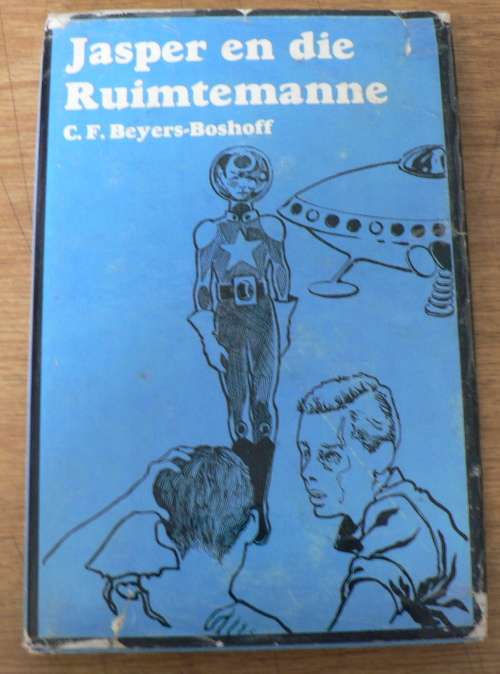 Jasper en die
Ruimtemanne
C. F. Beyers-Boshoff